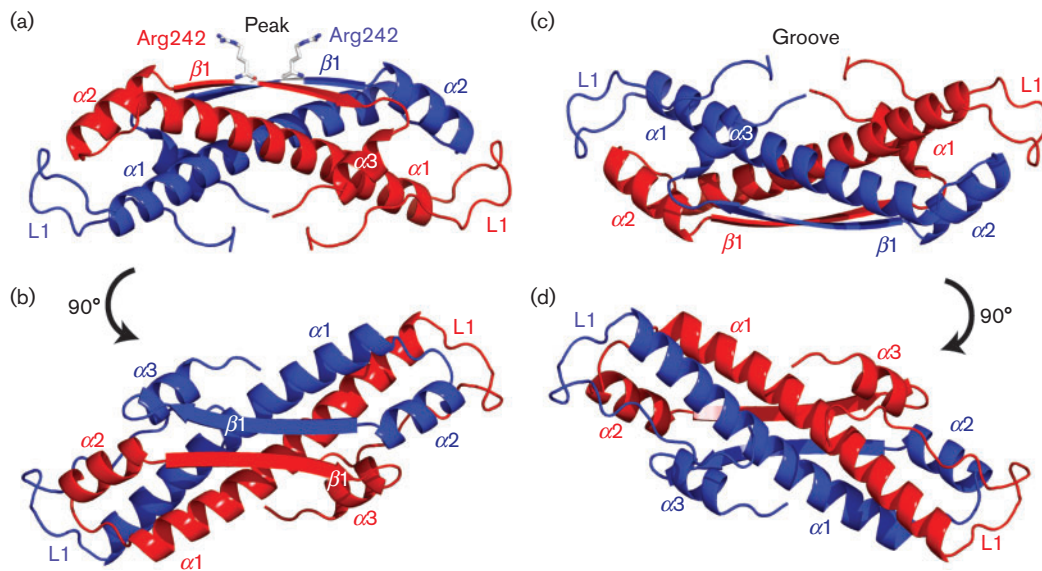 (a)
Peak
Arg242 Arg242
β1 β1
α2 α2
α1 α3 α1
L1 L1
(c)
Groove
L1 L1
α1 α3 α1
α2 α2
β1 β1
90°
(b)
α1 L1
α3
β1
α2 α2
β1
α3
L1
α1
90°
(d)
L1 α1
α3
α2 α2
α3
α1
L1